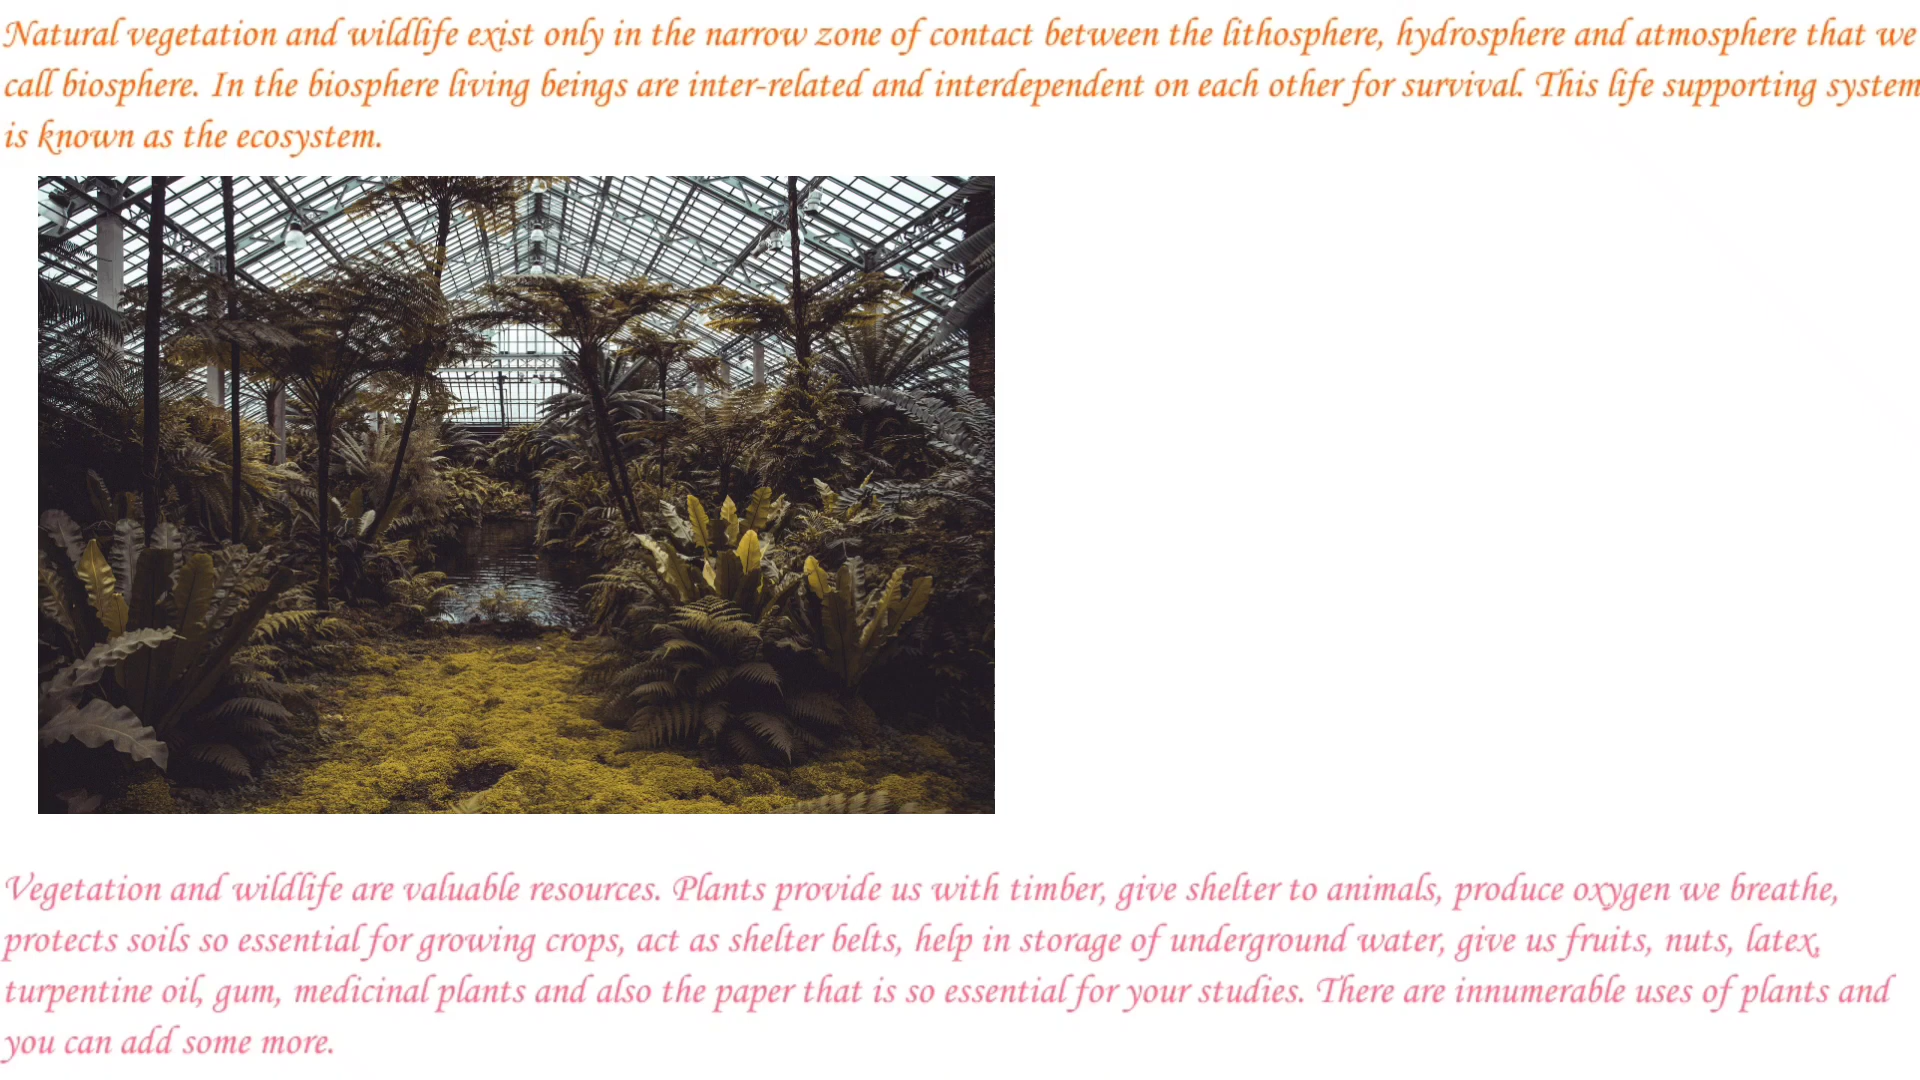 Natural vegetation and wildlife exist only in the narrow zone of contact between the lithosphere, hydrosphere and atmosphere that we
call biosphere. In the biosphere living beings are inter-related and interdependent on each other for survival. This life supporting system
is known as the ecosystem.
Vegetation and wildlife are valuable resources. Plants provide us with timber, give shelter to animals, produce oxygen we breathe,
protects soils so essential for growing crops, act as shelter belts, help in storage of underground water, give us fruits, nuts, latex,
turpentine oil, gum, medicinal plants and also the paper that is so essential for your studies. There are innumerable uses of plants and
you can add some more.